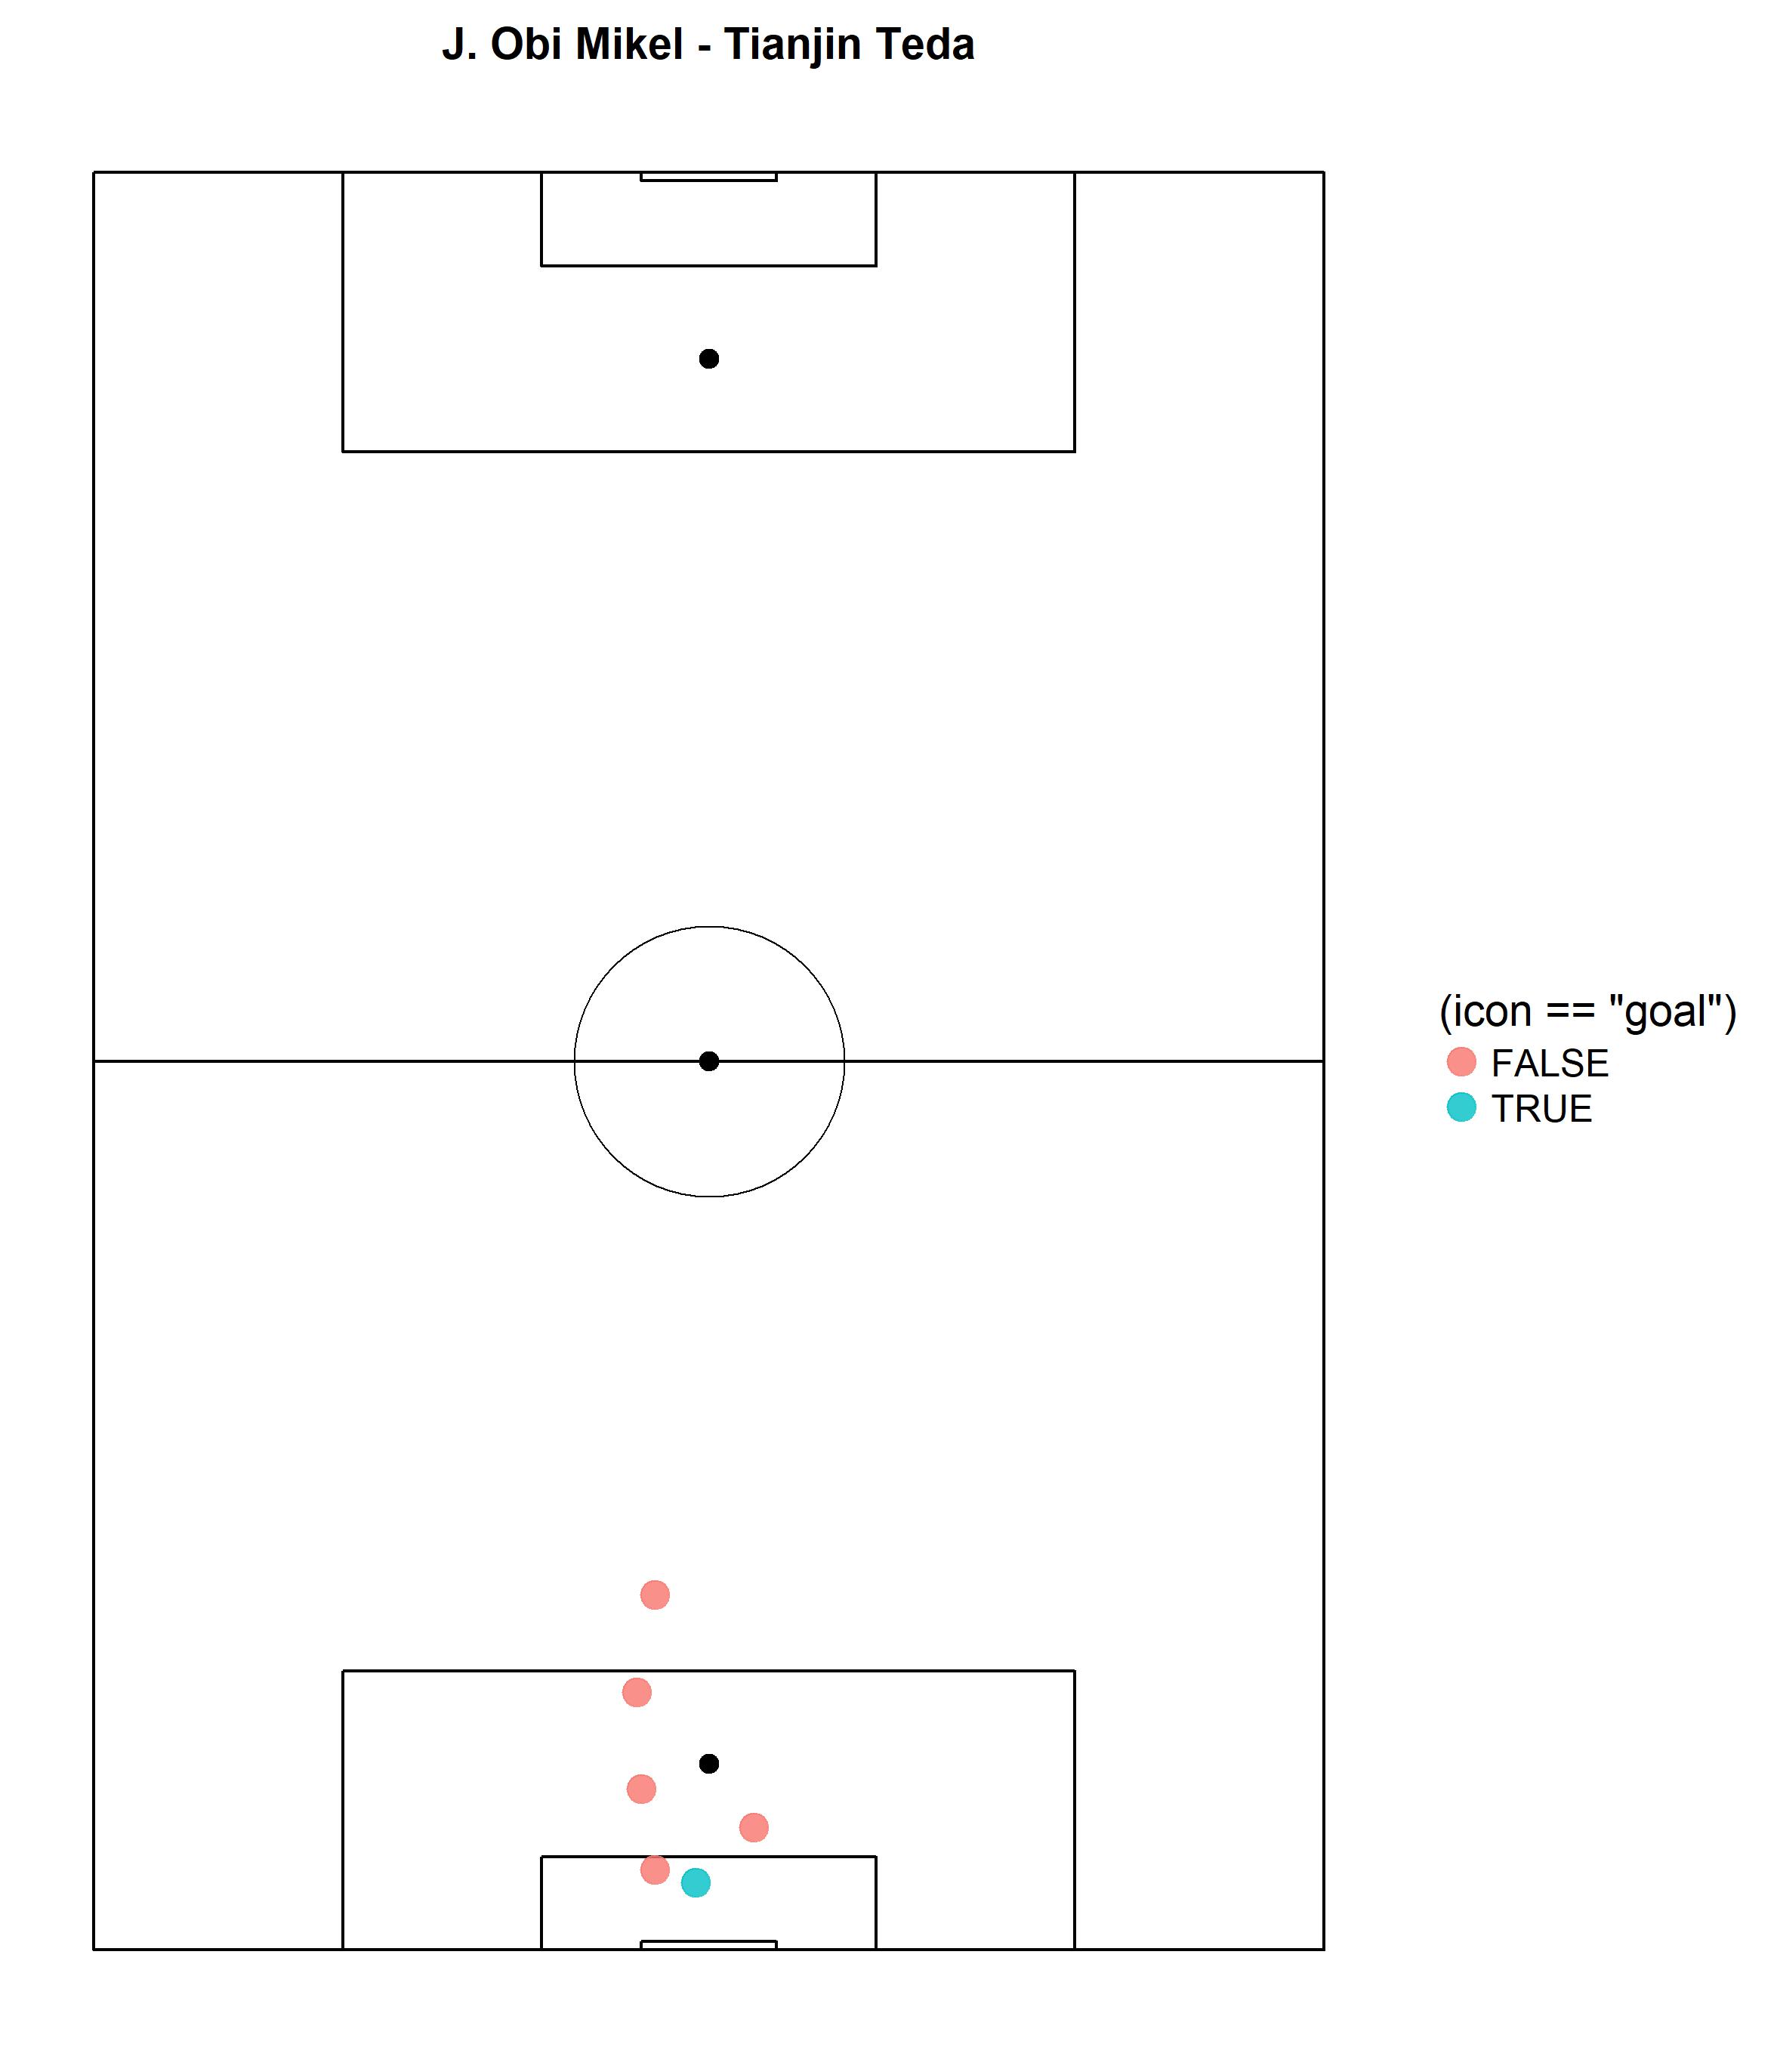 J. Obi Mikel - Tianjin Teda
(icon == "goal")
FALSE
TRUE